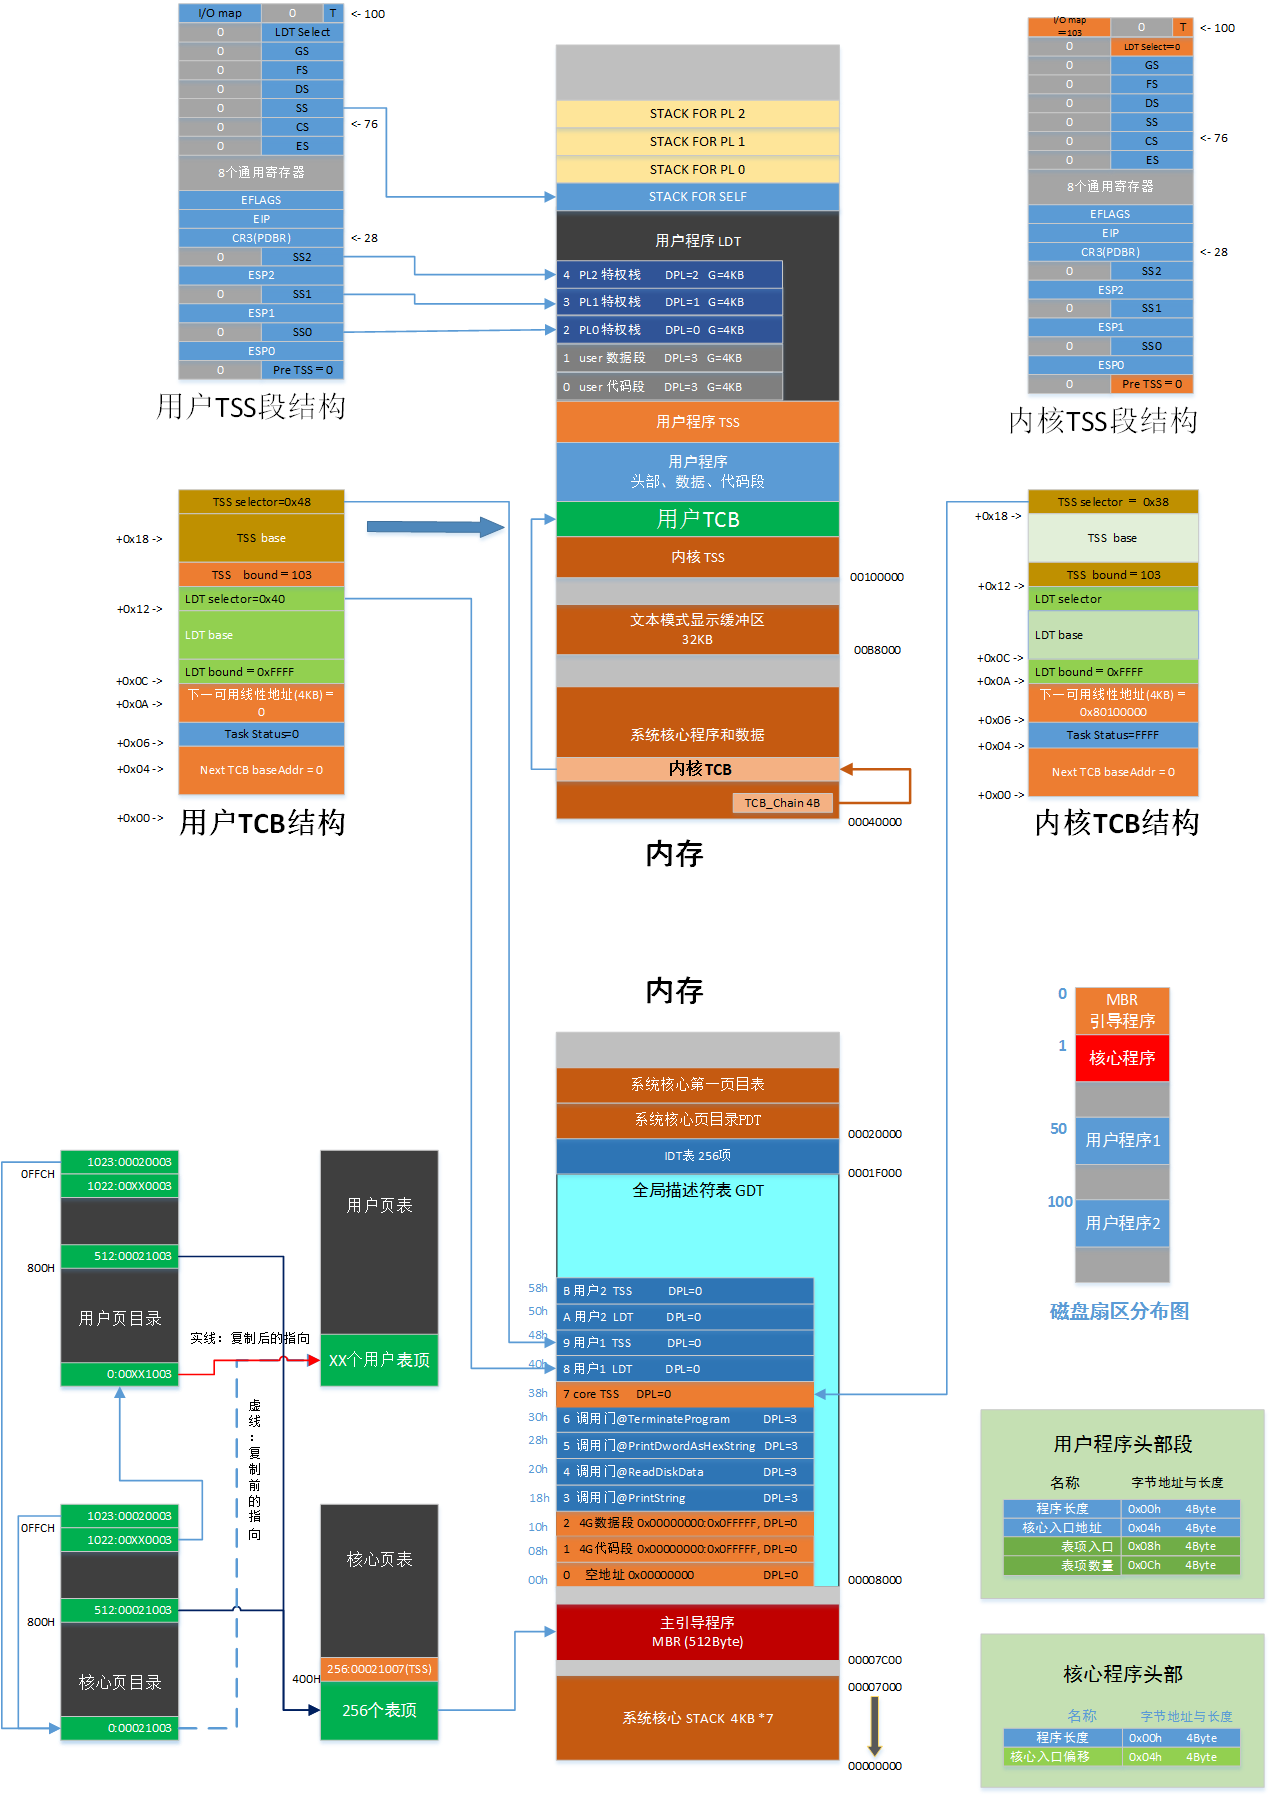 I/O map 0 T <- 100
0 LDT Select
0 GS
0 FS
0 DS
0 SS
0 CS <- 76
0 ES
8个通用寄存器
EFLAGS
EIP
CR3(PDBR) <- 28
0 SS2
ESP2
0 SS1
ESP1
0 SS0
ESP0
0 Pre TSS = 0
用户TSS段结构
TSS selector=0x48
+0x18 -> TSS base
TSS bound = 103
+0x12 -> LDT selector=0x40
LDT base
+0x0C -> LDT bound = 0xFFFF
+0x0A -> 下一可用线性地址(4KB) =
0
+0x06 -> Task Status=0
+0x04 -> Next TCB baseAddr = 0
+0x00 ->
用户TCB结构
STACK FOR PL 2
STACK FOR PL 1
STACK FOR PL 0
STACK FOR SELF
用户程序 LDT
4 PL2 特权栈 DPL=2 G=4KB
3 PL1 特权栈 DPL=1 G=4KB
2 PL0 特权栈 DPL=0 G=4KB
1 user 数据段 DPL=3 G=4KB
0 user 代码段 DPL=3 G=4KB
用户程序 TSS
用户程序
头部、数据、代码段
用户TCB
内核 TSS
00100000
文本模式显示缓冲区
32KB
00B8000
系统核心程序和数据
内核 TCB
TCB_Chain 4B
00040000
内存
I/O map
=103 0 T <- 100
0 LDT Select=0
0 GS
0 FS
0 DS
0 SS
0 CS <- 76
0 ES
8个通用寄存器
EFLAGS
EIP
CR3(PDBR) <- 28
0 SS2
ESP2
0 SS1
ESP1
0 SS0
ESP0
0 Pre TSS = 0
内核TSS段结构
TSS selector = 0x38
+0x18 ->
TSS base
TSS bound = 103
+0x12 ->
LDT selector
LDT base
+0x0C ->
LDT bound = 0xFFFF
+0x0A ->
下一可用线性地址(4KB) =
0x80100000
+0x06 ->
Task Status=FFFF
+0x04 ->
Next TCB baseAddr = 0
+0x00 ->
内核TCB结构
内存
系统核心第一页目表
系统核心页目录PDT
00020000
IDT表 256项
0001F000
全局描述符表 GDT
58h B 用户2 TSS DPL=0
50h A 用户2 LDT DPL=0
48h 9 用户1 TSS DPL=0
40h 8 用户1 LDT DPL=0
38h 7 core TSS DPL=0
30h 6 调用门@TerminateProgram DPL=3
28h 5 调用门@PrintDwordAsHexString DPL=3
20h 4 调用门@ReadDiskData DPL=3
18h 3 调用门@PrintString DPL=3
10h 2 4G数据段 0x00000000:0x0FFFFF, DPL=0
08h 1 4G代码段 0x00000000:0x0FFFFF, DPL=0
00h 0 空地址 0x00000000 DPL=0
00008000
主引导程序
MBR (512Byte)
00007C00
00007000
系统核心 STACK 4KB *7
00000000
1023:00020003
0FFCH
1022:00XX0003
512:00021003
800H
用户页目录
0:00XX1003
用户页表
XX个用户表项
实线: 复制后的指向
虚线:复制前的指向
1023:00020003
0FFCH
1022:00XX0003
512:00021003
800H
核心页目录
0:00021003
核心页表
256:00021007(TSS)
400H
256个表项
0 MBR
引导程序
1 核心程序
50 用户程序1
100 用户程序2
磁盘扇区分布图
用户程序头部段
名称 字节地址与长度
程序长度 0x00h 4Byte
核心入口地址 0x04h 4Byte
表项入口 0x08h 4Byte
表项数量 0x0Ch 4Byte
核心程序头部
名称 字节地址与长度
程序长度 0x00h 4Byte
核心入口偏移 0x04h 4Byte